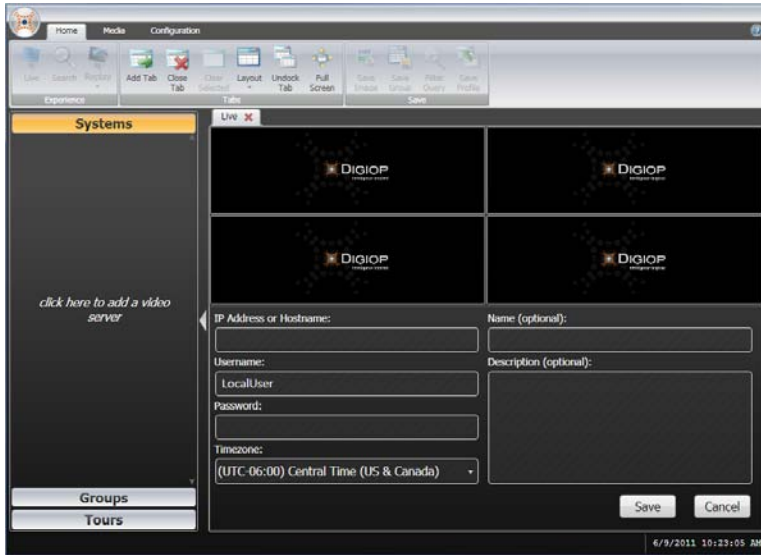 Home Media Configuration
Live Search Add Tab Close Tab Clear Selected Layout Undock Tab Full Screen Save Image Save Group Filter Query Save Profile
Experience Tabs Save
Systems
Live
DIGIOP
DIGIOP
DIGIOP
DIGIOP
click here to add a video
server
IP Address or Hostname:
Name (optional):
Username:
LocalUser
Description (optional):
Password:
Timezone:
(UTC-06:00) Central Time (US & Canada)
Groups
Tours
Save Cancel
6/9/2011 10:23:05 AM